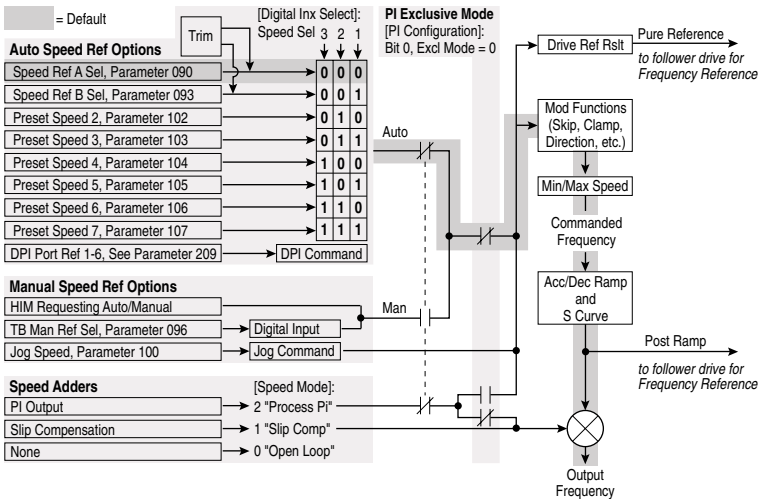 = Default
Trim
[Digital Inx Select]:
Speed Sel 3 2 1
PI Exclusive Mode
[PI Configuration]:
Bit 0, Excl Mode = 0
Auto Speed Ref Options
Speed Ref A Sel, Parameter 090
0 0 0
Speed Ref B Sel, Parameter 093
0 0 1
Preset Speed 2, Parameter 102
0 1 0
Preset Speed 3, Parameter 103
0 1 1
Preset Speed 4, Parameter 104
1 0 0
Preset Speed 5, Parameter 105
1 0 1
Preset Speed 6, Parameter 106
1 1 0
Preset Speed 7, Parameter 107
1 1 1
DPI Port Ref 1-6, See Parameter 209
DPI Command
Auto
Manual Speed Ref Options
HIM Requesting Auto/Manual
TB Man Ref Sel, Parameter 096
Digital Input
Jog Speed, Parameter 100
Jog Command
Man
Speed Adders
[Speed Mode]:
PI Output
2 "Process Pi"
Slip Compensation
1 "Slip Comp"
None
0 "Open Loop"
Drive Ref Rslt
Pure Reference
to follower drive for
Frequency Reference
Mod Functions
(Skip, Clamp,
Direction, etc.)
Min/Max Speed
Commanded
Frequency
Acc/Dec Ramp
and
S Curve
Post Ramp
to follower drive for
Frequency Reference
Output
Frequency